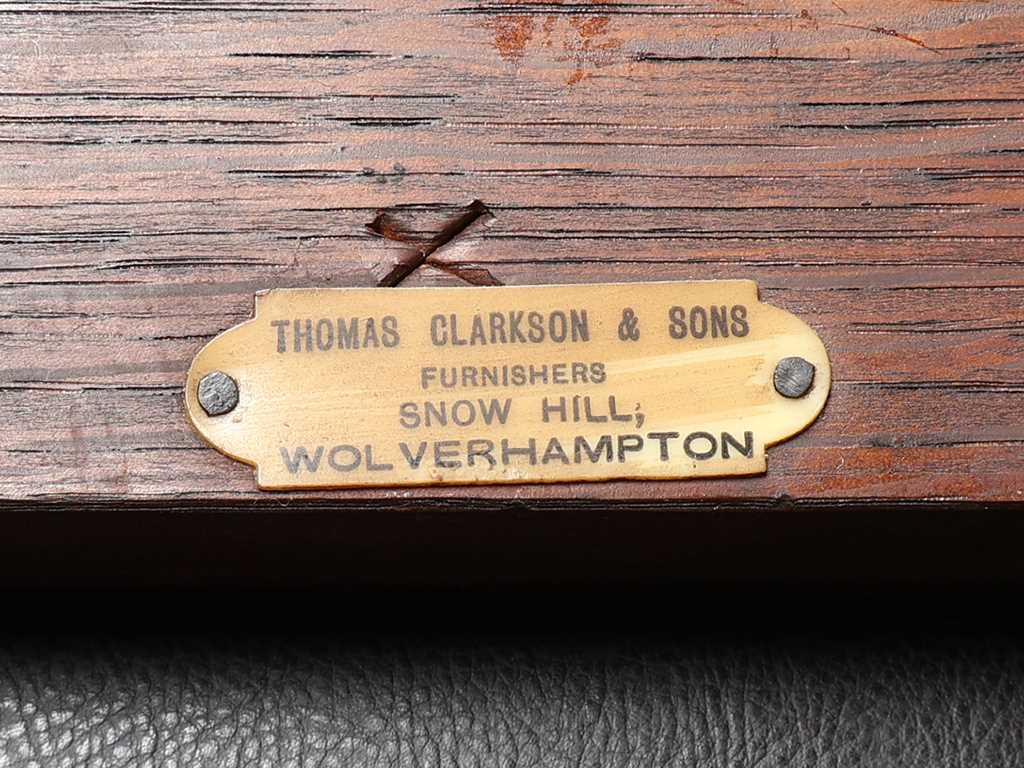 THOMAS CLARKSON & SONS
FURNISHERS
SNOW HILL,
WOLVERHAMPTON